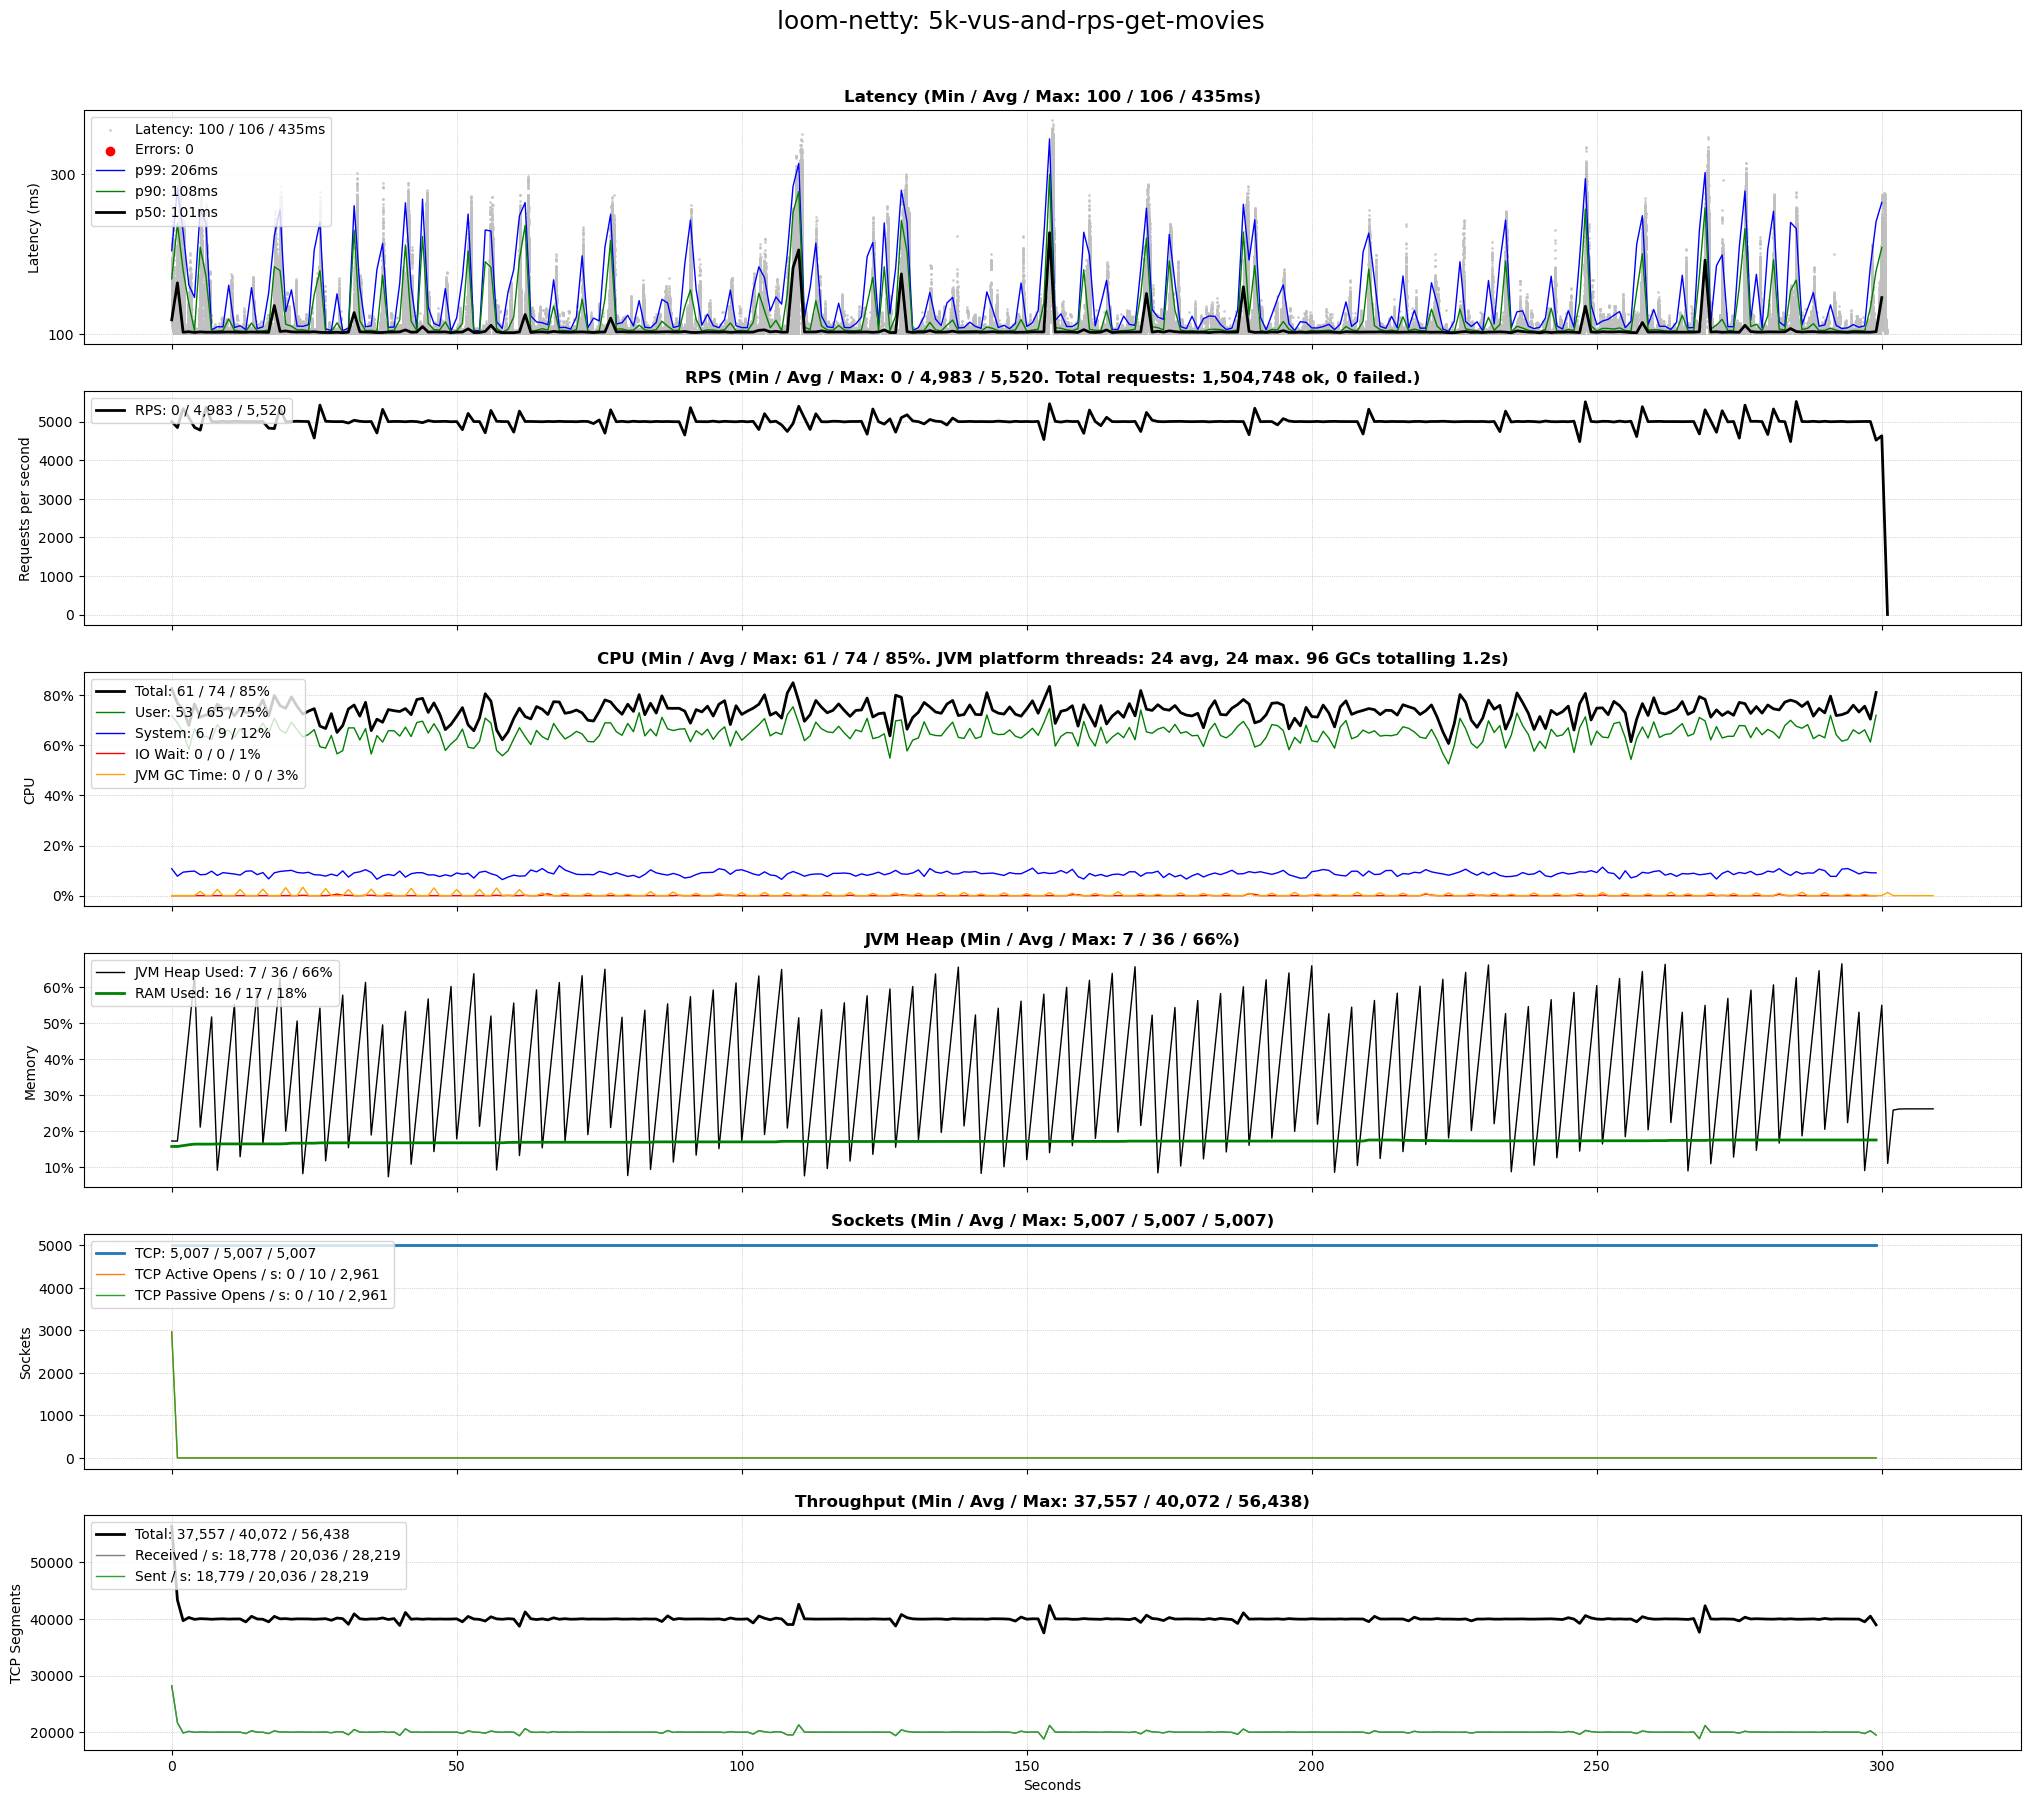 loom-netty: 5k-vus-and-rps-get-movies
Latency (Min / Avg / Max: 100 / 106 / 435ms)
Latency: 100 / 106 / 435ms
Errors: 0
p99: 206ms
p90: 108ms
p50: 101ms
Latency (ms)
300
100
RPS (Min / Avg / Max: 0 / 4,983 / 5,520. Total requests: 1,504,748 ok, 0 failed.)
RPS: 0 / 4,983 / 5,520
Requests per second
5000
4000
3000
2000
1000
0
CPU (Min / Avg / Max: 61 / 74 / 85%. JVM platform threads: 24 avg, 24 max. 96 GCs totalling 1.2s)
Total: 61 / 74 / 85%
User: 53 / 65 / 75%
System: 6 / 9 / 12%
IO Wait: 0 / 0 / 1%
JVM GC Time: 0 / 0 / 3%
CPU
80%
60%
40%
20%
0%
JVM Heap (Min / Avg / Max: 7 / 36 / 66%)
JVM Heap Used: 7 / 36 / 66%
RAM Used: 16 / 17 / 18%
Memory
60%
50%
40%
30%
20%
10%
Sockets (Min / Avg / Max: 5,007 / 5,007 / 5,007)
TCP: 5,007 / 5,007 / 5,007
TCP Active Opens / s: 0 / 10 / 2,961
TCP Passive Opens / s: 0 / 10 / 2,961
Sockets
5000
4000
3000
2000
1000
0
Throughput (Min / Avg / Max: 37,557 / 40,072 / 56,438)
Total: 37,557 / 40,072 / 56,438
Received / s: 18,778 / 20,036 / 28,219
Sent / s: 18,779 / 20,036 / 28,219
TCP Segments
50000
40000
30000
20000
0 50 100 150 200 250 300
Seconds